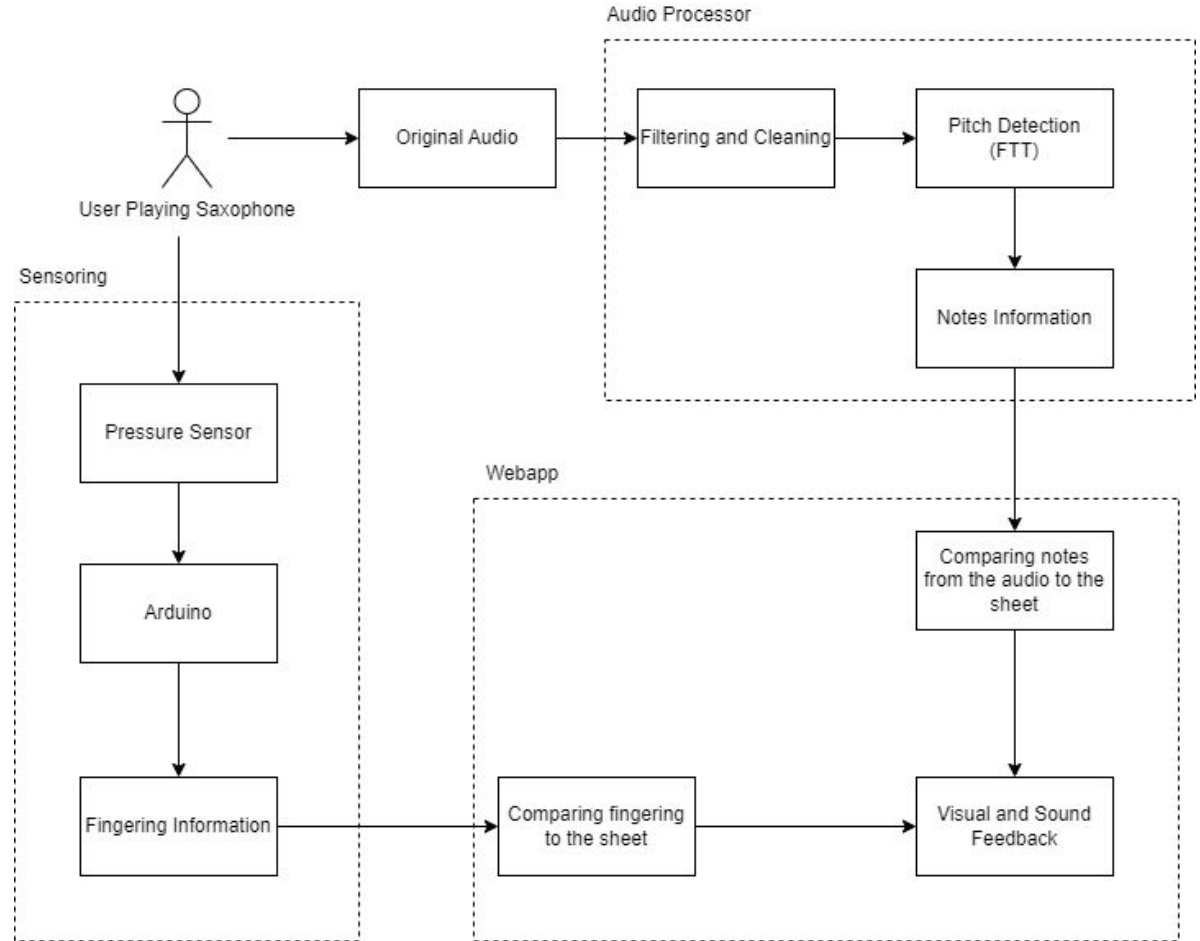 Audio Processor
Original Audio
Filtering and Cleaning
Pitch Detection
(FTT)
User Playing Saxophone
Sensoring
Notes Information
Pressure Sensor
Webapp
Comparing notes
from the audio to the
sheet
Arduino
Fingering Information
Comparing fingering
to the sheet
Visual and Sound
Feedback